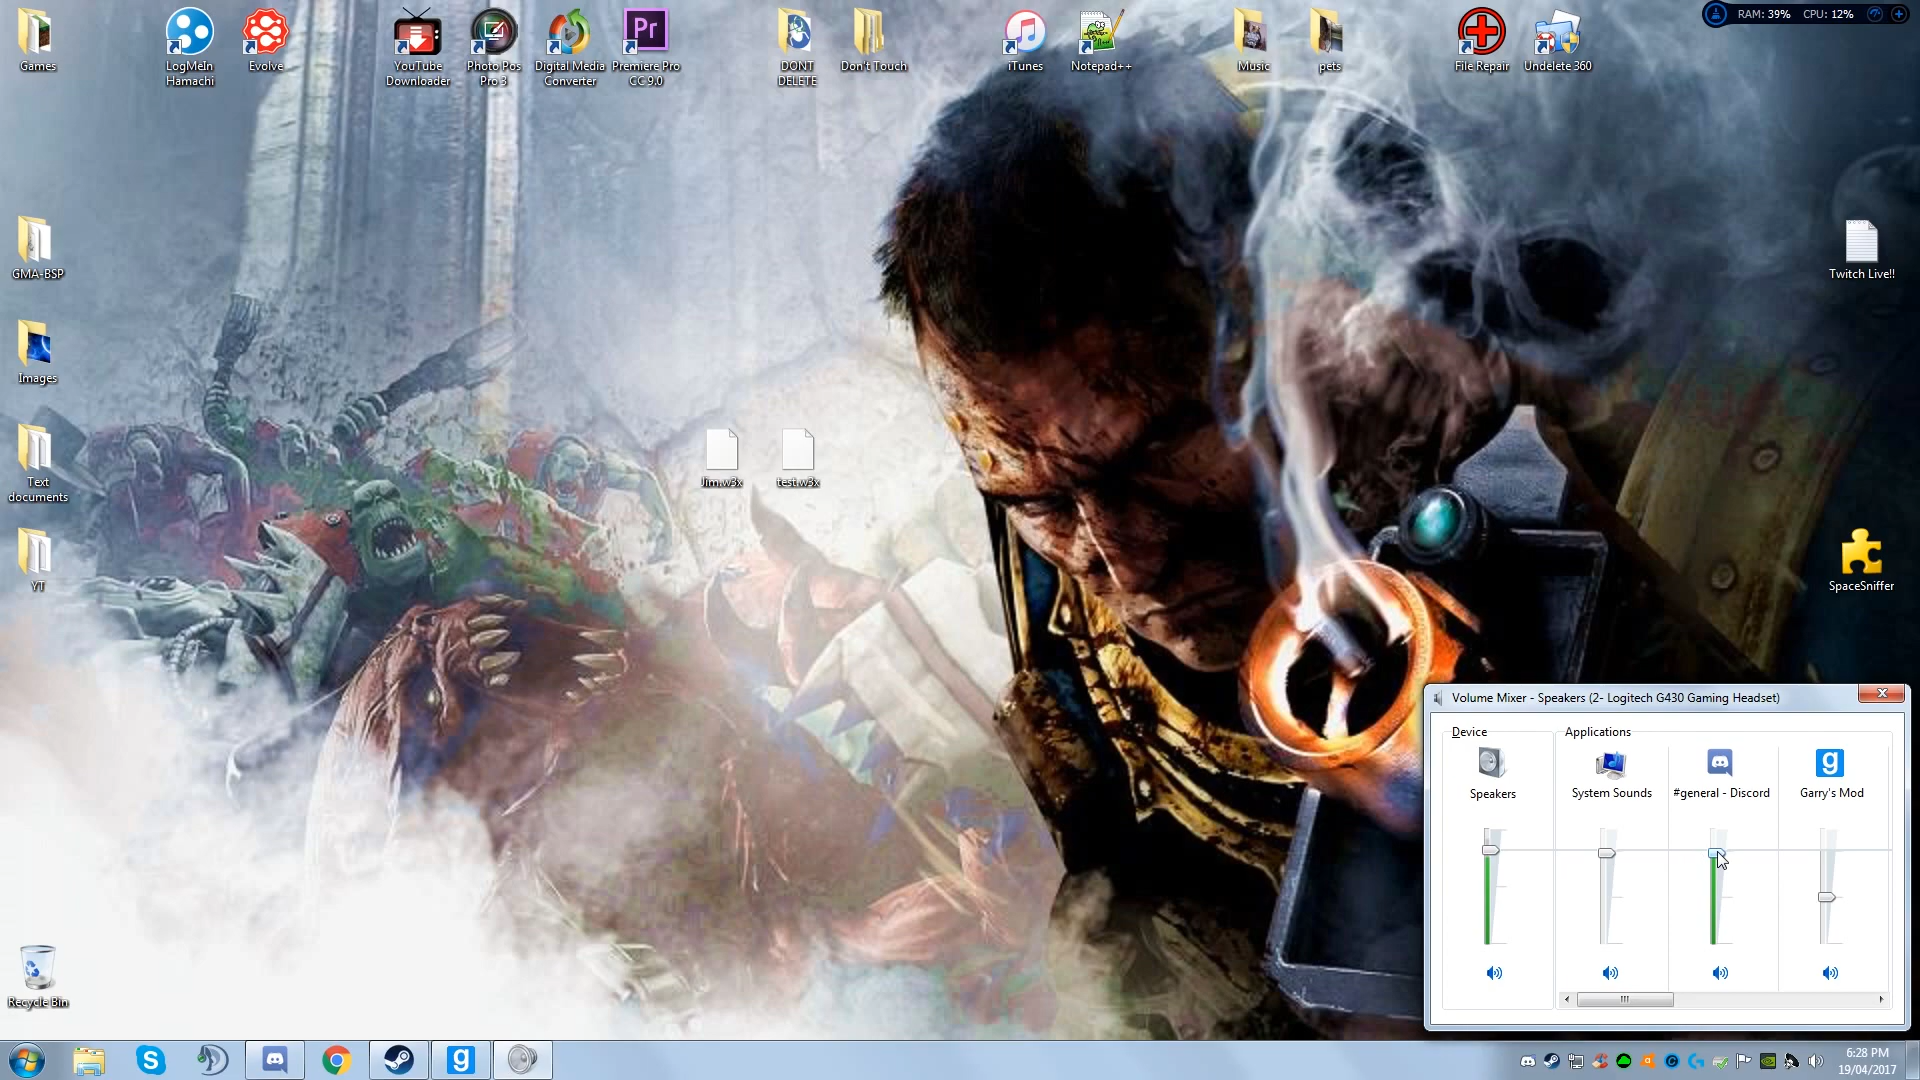 RAM: 39% CPU: 12%
Games
LogMeIn
Hamachi
Evolve
YouTube
Downloader
Photo Pos
Pro 3
Digital Media
Converter
Pr
Premiere Pro
CC 9.0
DONT
DELETE
Don't Touch
iTunes
Notepad++
Music
pets
File Repair
Undelete 360
GMA-BSP
Twitch Live!!
Images
Text
documents
Jim.w3x
test.w3x
YT
SpaceSniffer
Volume Mixer - Speakers (2- Logitech G430 Gaming Headset)
Device
Applications
g
Speakers
System Sounds
#general - Discord
Garry's Mod
Recycle Bin
S
g
6:28 PM
19/04/2017